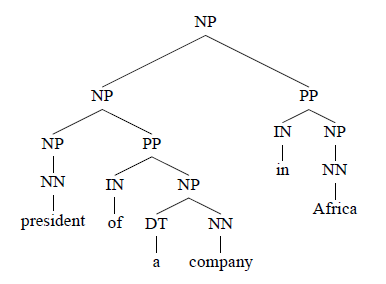 NP
NP PP
NP PP IN NP
NN IN NP in NN
president of DT NN Africa
a company